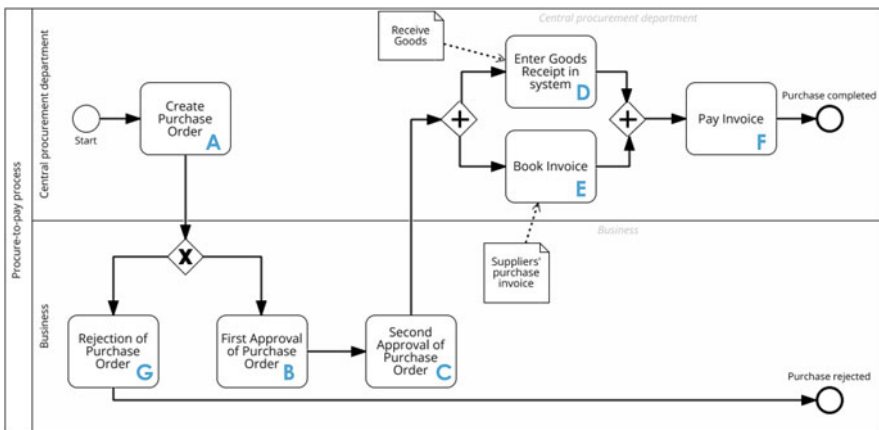 Procure-to-pay process
Central procurement department
Central procurement department
Receive
Goods
Start
Create
Purchase
Order
A
Enter Goods
Receipt in
system
D
Book Invoice
E
Pay Invoice
F
Purchase completed
Business
Business
X
Suppliers'
purchase
invoice
Rejection of
Purchase
Order
G
First Approval
of Purchase
Order
B
Second
Approval of
Purchase
Order
C
Purchase rejected